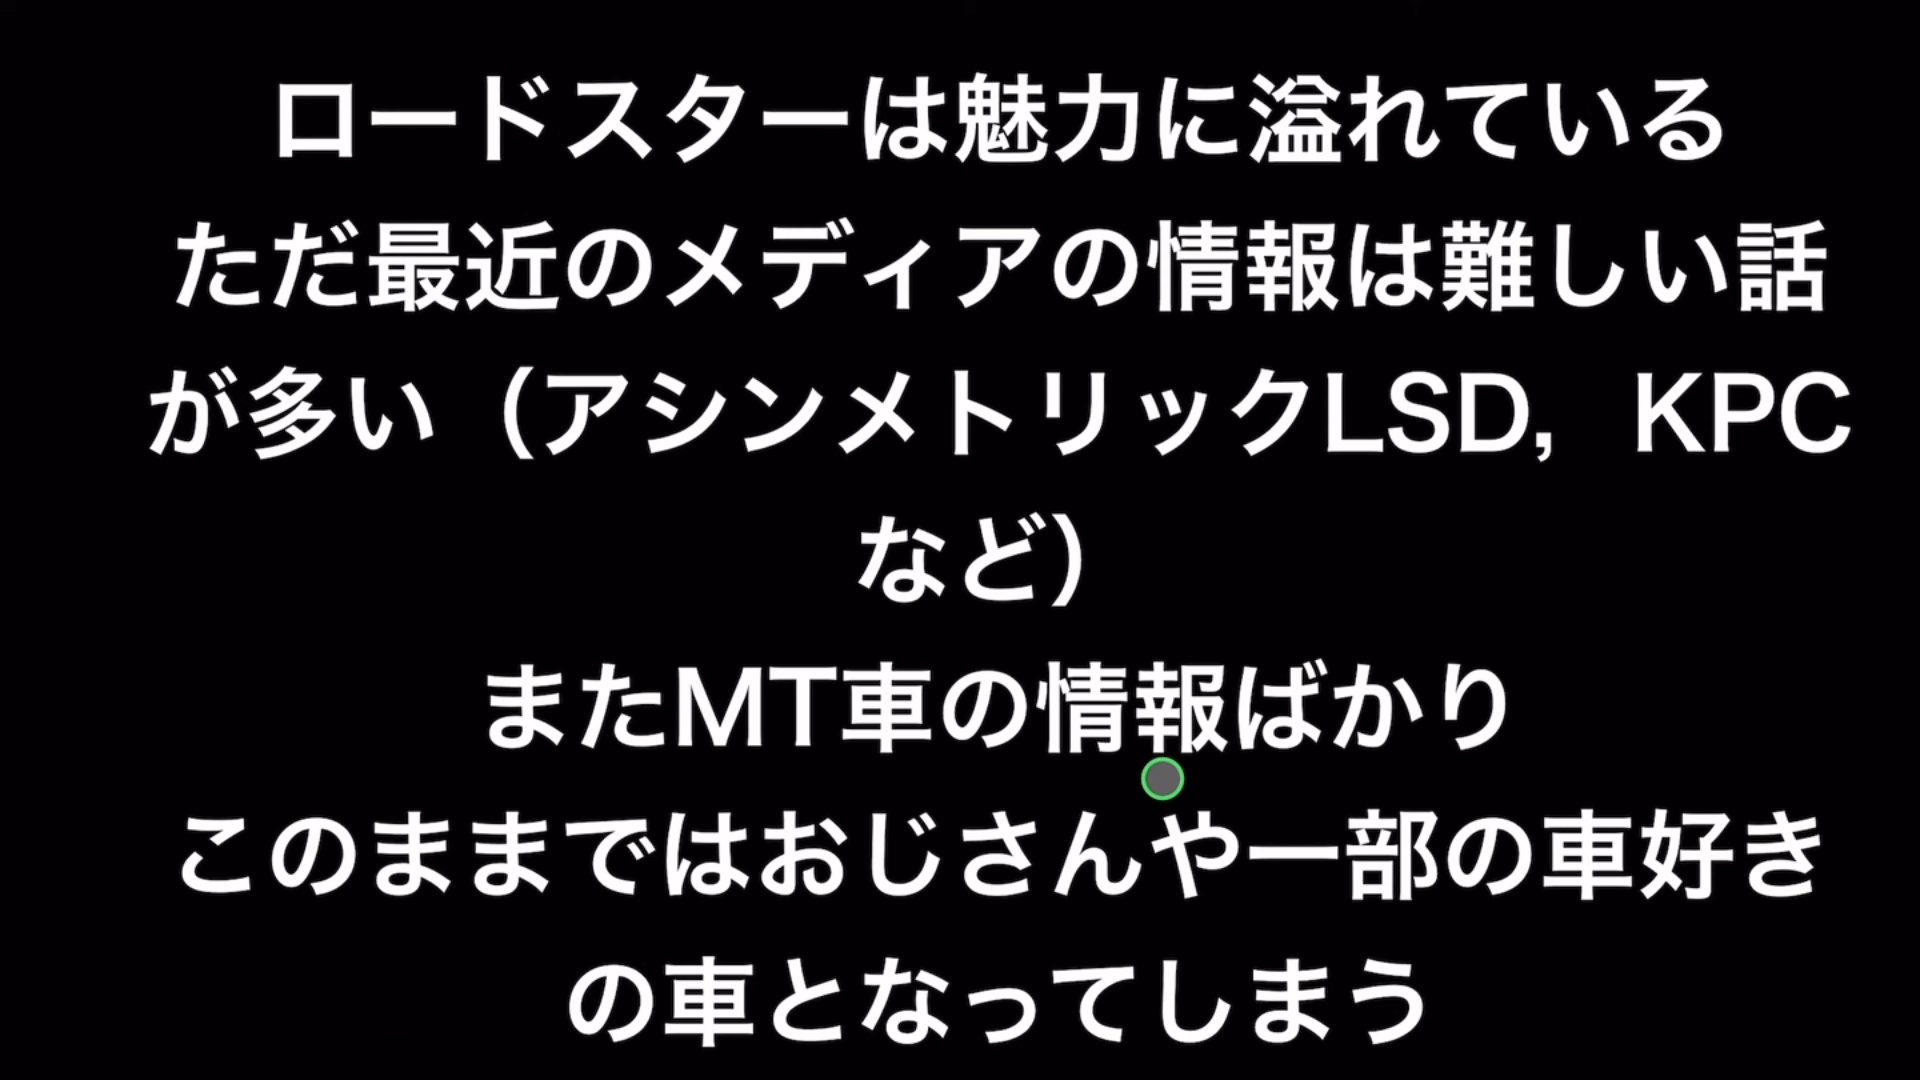 ロードスターは魅力に溢れている
ただ最近のメディアの情報は難しい話
が多い（アシンメトリックLSD，KPC
など）
またMT車の情報ばかり
このままではおじさんや一部の車好き
の車となってしまう